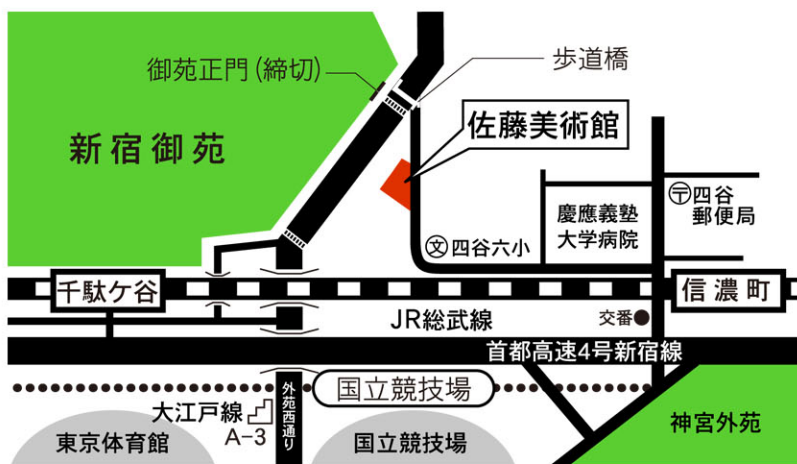 御苑正門(締切)
歩道橋
新宿御苑
佐藤美術館
慶應義塾
大学病院
〒四谷
郵便局
文 四谷六小
千駄ケ谷
信濃町
JR総武線
交番
首都高速4号新宿線
国立競技場
大江戸線
A-3
外苑西通り
東京体育館
国立競技場
神宮外苑